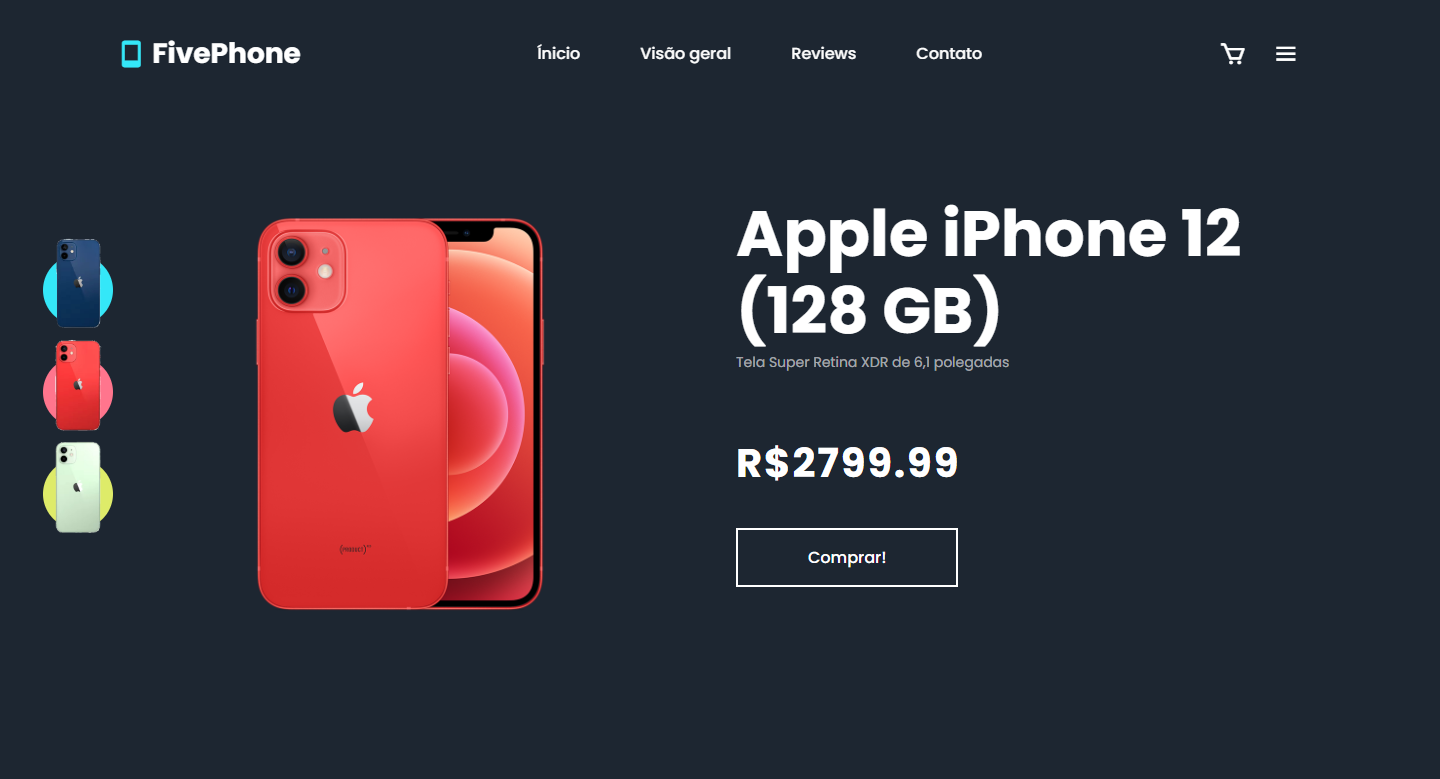 FivePhone
Ínicio Visão geral Reviews Contato
Apple iPhone 12
(128 GB)
Tela Super Retina XDR de 6,1 polegadas
R$2799.99
Comprar!